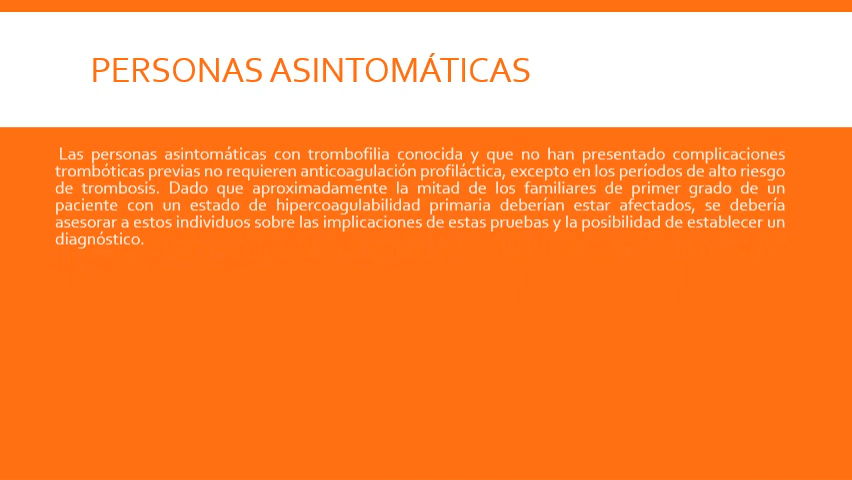 PERSONAS ASINTOMÁTICAS
Las personas asintomáticas con trombofilia conocida y que no han presentado complicaciones
trombóticas previas no requieren anticoagulación profiláctica, excepto en los períodos de alto riesgo
de trombosis. Dado que aproximadamente la mitad de los familiares de primer grado de un
paciente con un estado de hipercoagulabilidad primaria deberían estar afectados, se debería
asesorar a estos individuos sobre las implicaciones de estas pruebas y la posibilidad de establecer un
diagnóstico.